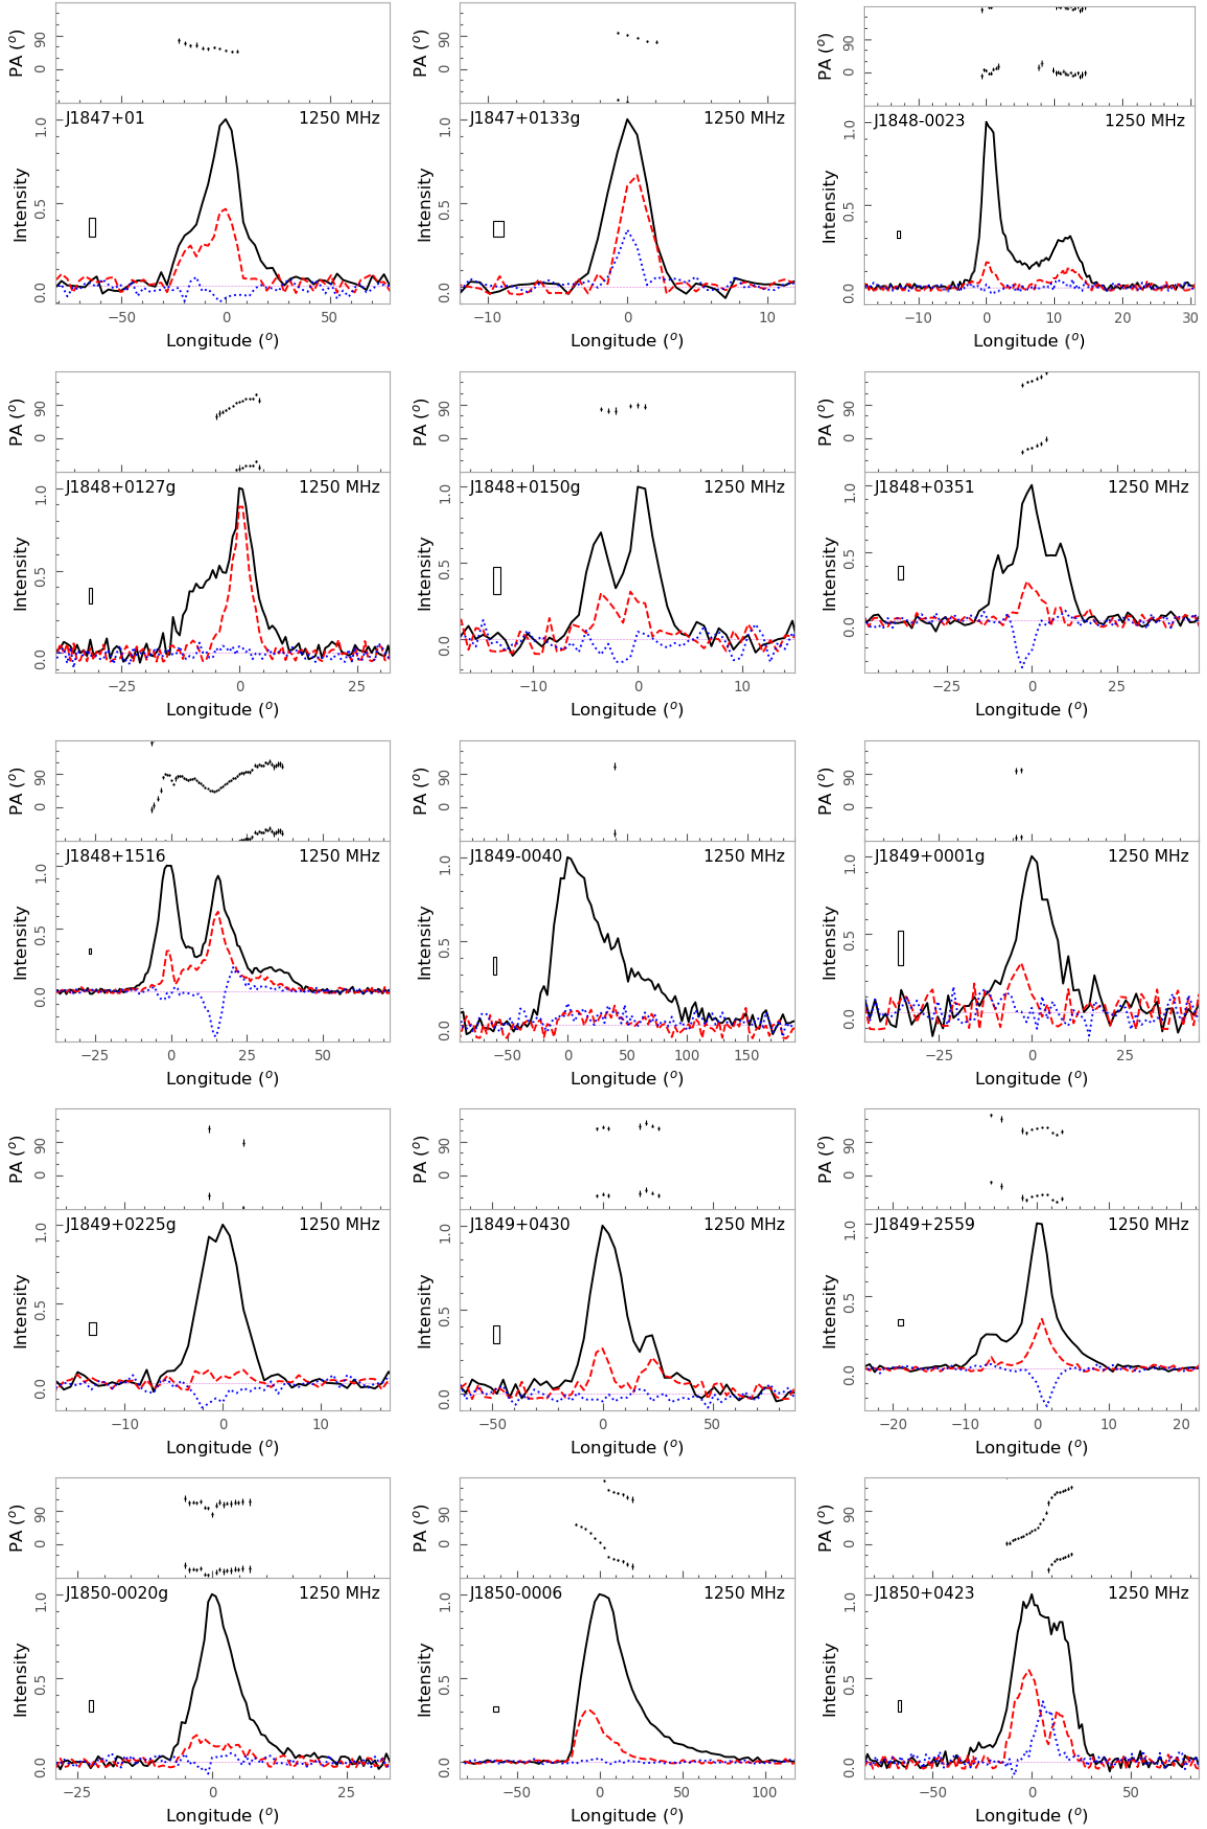 PA (°)
90
0
J1847+01 1250 MHz
Intensity
1.0
0.5
0.0
−50 0 50
Longitude (°)
PA (°)
90
0
J1847+0133g 1250 MHz
Intensity
1.0
0.5
0.0
−10 0 10
Longitude (°)
PA (°)
90
0
J1848-0023 1250 MHz
Intensity
1.0
0.5
0.0
−10 0 10 20 30
Longitude (°)
PA (°)
90
0
J1848+0127g 1250 MHz
Intensity
1.0
0.5
0.0
−25 0 25
Longitude (°)
PA (°)
90
0
J1848+0150g 1250 MHz
Intensity
1.0
0.5
0.0
−10 0 10
Longitude (°)
PA (°)
90
0
J1848+0351 1250 MHz
Intensity
1.0
0.5
0.0
−25 0 25
Longitude (°)
PA (°)
90
0
J1848+1516 1250 MHz
Intensity
1.0
0.5
0.0
−25 0 25 50
Longitude (°)
PA (°)
90
0
J1849-0040 1250 MHz
Intensity
1.0
0.5
0.0
−50 0 50 100 150
Longitude (°)
PA (°)
90
0
J1849+0001g 1250 MHz
Intensity
1.0
0.5
0.0
−25 0 25
Longitude (°)
PA (°)
90
0
J1849+0225g 1250 MHz
Intensity
1.0
0.5
0.0
−10 0 10
Longitude (°)
PA (°)
90
0
J1849+0430 1250 MHz
Intensity
1.0
0.5
0.0
−50 0 50
Longitude (°)
PA (°)
90
0
J1849+2559 1250 MHz
Intensity
1.0
0.5
0.0
−20 −10 0 10 20
Longitude (°)
PA (°)
90
0
J1850-0020g 1250 MHz
Intensity
1.0
0.5
0.0
−25 0 25
Longitude (°)
PA (°)
90
0
J1850-0006 1250 MHz
Intensity
1.0
0.5
0.0
−50 0 50 100
Longitude (°)
PA (°)
90
0
J1850+0423 1250 MHz
Intensity
1.0
0.5
0.0
−50 0 50
Longitude (°)